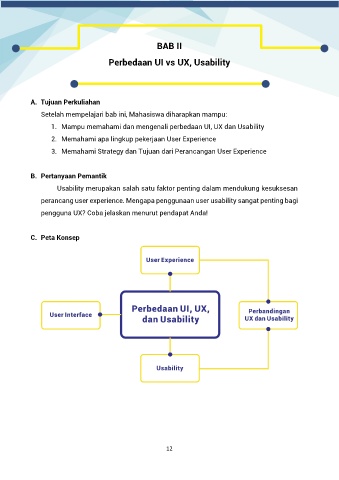 BAB II
Perbedaan UI vs UX, Usability
A. Tujuan Perkuliahan
Setelah mempelajari bab ini, Mahasiswa diharapkan mampu:
1. Mampu memahami dan mengenali perbedaan UI, UX dan Usability
2. Memahami apa lingkup pekerjaan User Experience
3. Memahami Strategy dan Tujuan dari Perancangan User Experience
B. Pertanyaan Pemantik
Usability merupakan salah satu faktor penting dalam mendukung kesuksesan
perancang user experience. Mengapa penggunaan user usability sangat penting bagi
pengguna UX? Coba jelaskan menurut pendapat Anda!
C. Peta Konsep
User Experience
User Interface
Perbedaan UI, UX,
dan Usability
Perbandingan
UX dan Usability
Usability
12